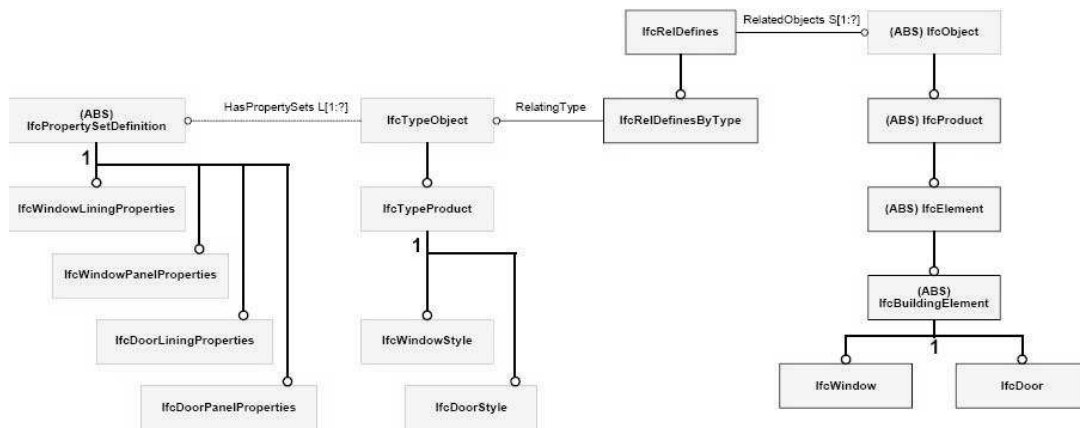 IfcRelDefines
RelatedObjects S[1:?]
(ABS) IfcObject
(ABS)
IfcPropertySetDefinition
HasPropertySets L[1:?]
IfcTypeObject
RelatingType
IfcRelDefinesByType
(ABS) IfcProduct
1
IfcWindowLiningProperties
IfcTypeProduct
(ABS) IfcElement
1
IfcWindowPanelProperties
(ABS)
IfcBuildingElement
IfcDoorLiningProperties
IfcWindowStyle
1
IfcWindow
IfcDoor
IfcDoorPanelProperties
IfcDoorStyle